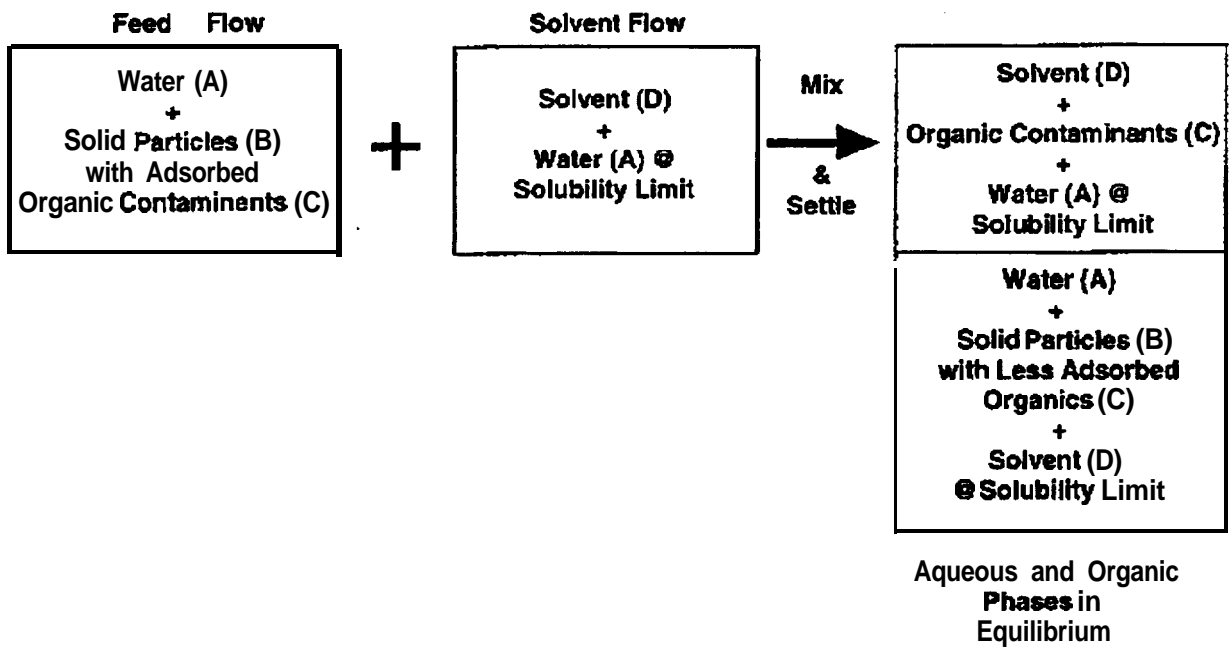 Feed Flow
Water (A)
+
Solid Particles (B)
with Adsorbed
Organic Contaminents (C)
+
Solvent Flow
Solvent (D)
+
Water (A) @
Solubility Limit
Mix
&
Settle
Solvent (D)
+
Organic Contaminants (C)
+
Water (A) @
Solubility Limit
Water (A)
+
Solid Particles (B)
with Less Adsorbed
Organics (C)
+
Solvent (D)
@ Solubility Limit
Aqueous and Organic
Phases in
Equilibrium